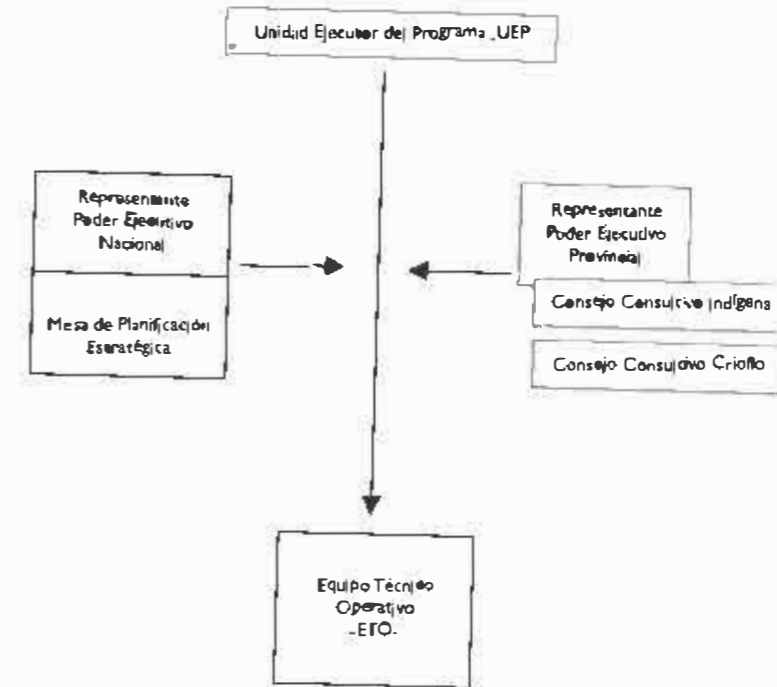 Unidad Ejecutor del Programa _UEP
Representante
Poder Ejecutivo
Nacional
Mesa de Planificación
Estratégica
Representante
Poder Ejecutivo
Provincial
Consejo Consultivo Indígena
Consejo Consultivo Criollo
Equipo Técnico
Operativo
-ETO-